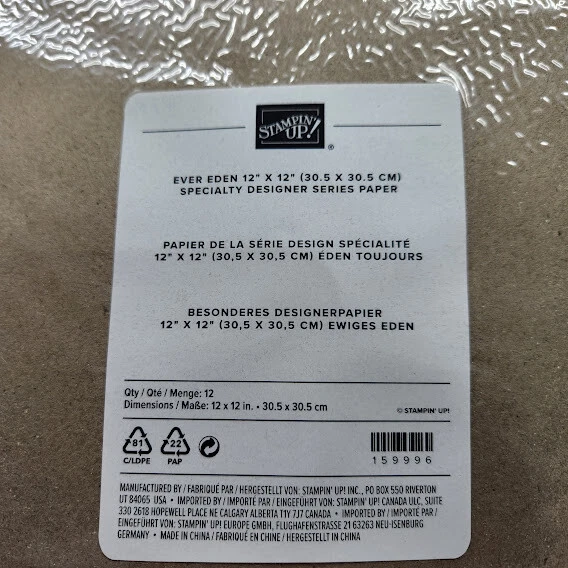 STAMPIN' UP!®
EVER EDEN 12" X 12" (30.5 X 30.5 CM)
SPECIALTY DESIGNER SERIES PAPER
PAPIER DE LA SÉRIE DESIGN SPÉCIALITÉ
12" X 12" (30,5 X 30,5 CM) ÉDEN TOUJOURS
BESONDERES DESIGNERPAPIER
12" X 12" (30,5 X 30,5 CM) EWIGES EDEN
Qty / Qté / Menge: 12
Dimensions / Maße: 12 x 12 in. • 30.5 x 30.5 cm
© STAMPIN' UP!
81 22
C/LDPE PAP
159996
MANUFACTURED BY / FABRIQUÉ PAR / HERGESTELLT VON: STAMPIN' UP! INC., PO BOX 550 RIVERTON
UT 84065 USA • IMPORTED BY / IMPORTÉ PAR / EINGEFÜHRT VON: STAMPIN' UP! CANADA ULC, SUITE
330 2618 HOPEWELL PLACE NE CALGARY ALBERTA T1Y 7J7 CANADA • IMPORTED BY / IMPORTÉ PAR /
EINGEFÜHRT VON: STAMPIN' UP! EUROPE GMBH, FLUGHAFENSTRASSE 21 63263 NEU-ISENBURG
GERMANY • MADE IN CHINA / FABRIQUÉ EN CHINE / HERGESTELLT IN CHINA